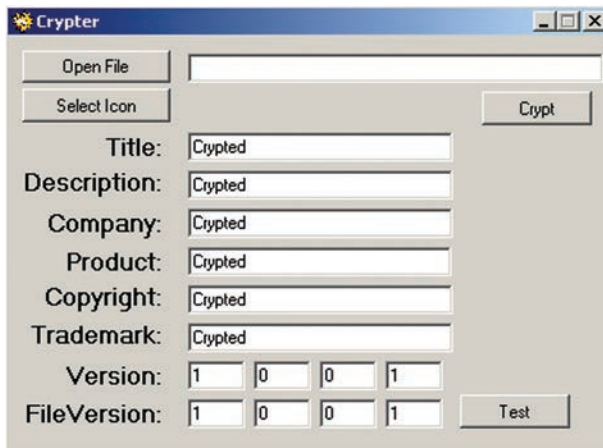 Crypter
Open File
Select Icon
Crypt
Title: Crypted
Description: Crypted
Company: Crypted
Product: Crypted
Copyright: Crypted
Trademark: Crypted
Version: 1 0 0 1
FileVersion: 1 0 0 1
Test